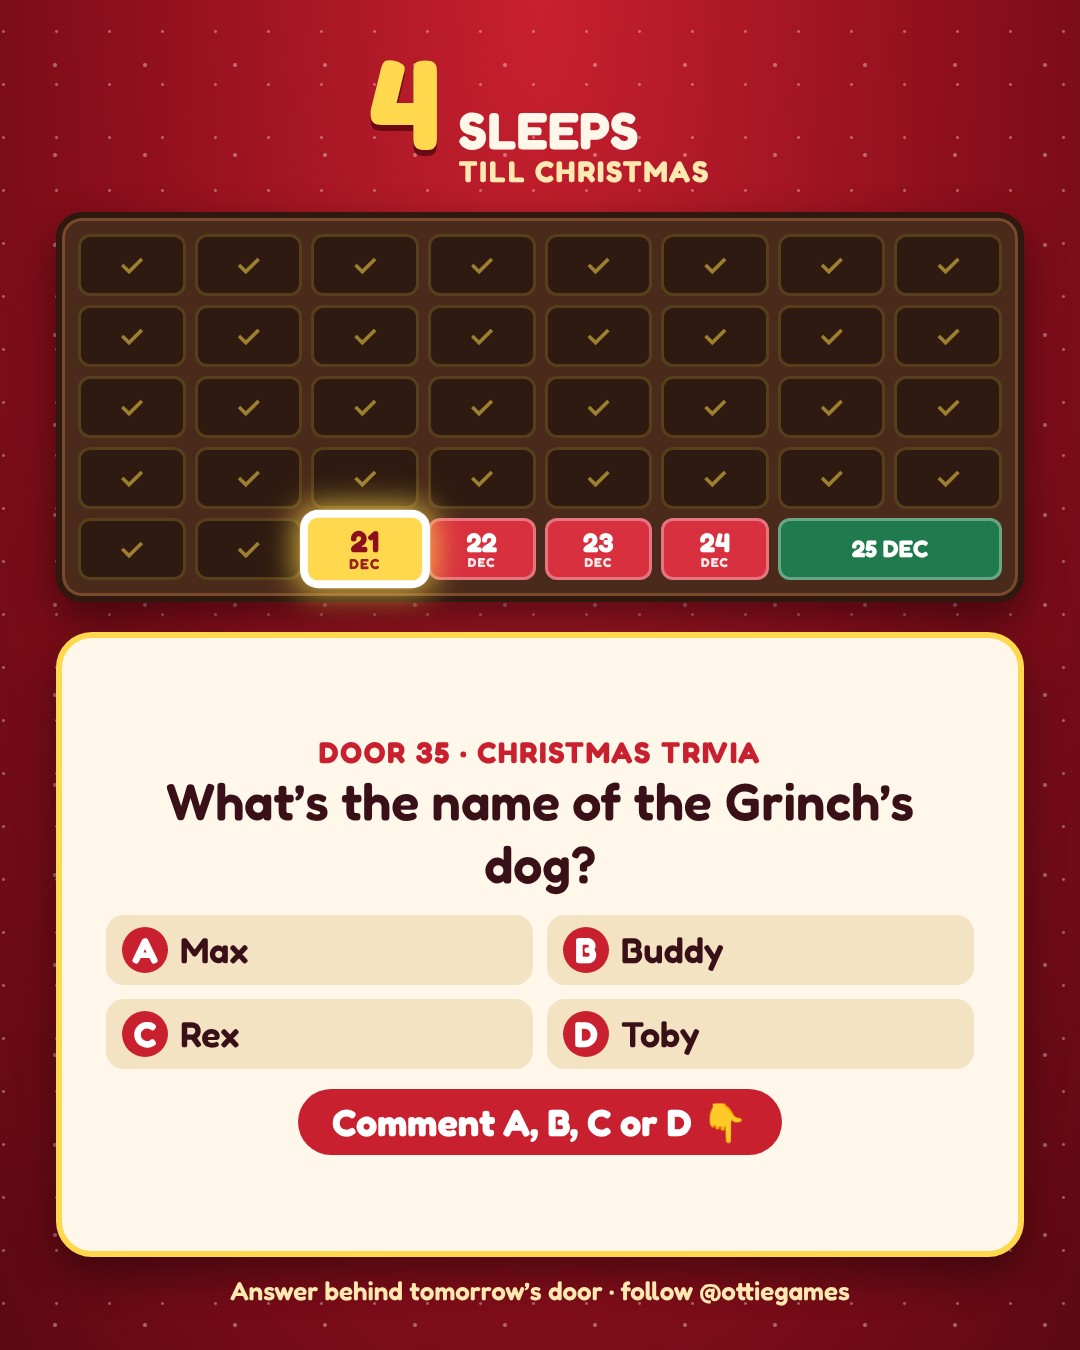 4 SLEEPS
TILL CHRISTMAS
21
DEC
22
DEC
23
DEC
24
DEC
25 DEC
DOOR 35 · CHRISTMAS TRIVIA
What’s the name of the Grinch’s
dog?
A Max
B Buddy
C Rex
D Toby
Comment A, B, C or D 👇
Answer behind tomorrow’s door · follow @ottiegames